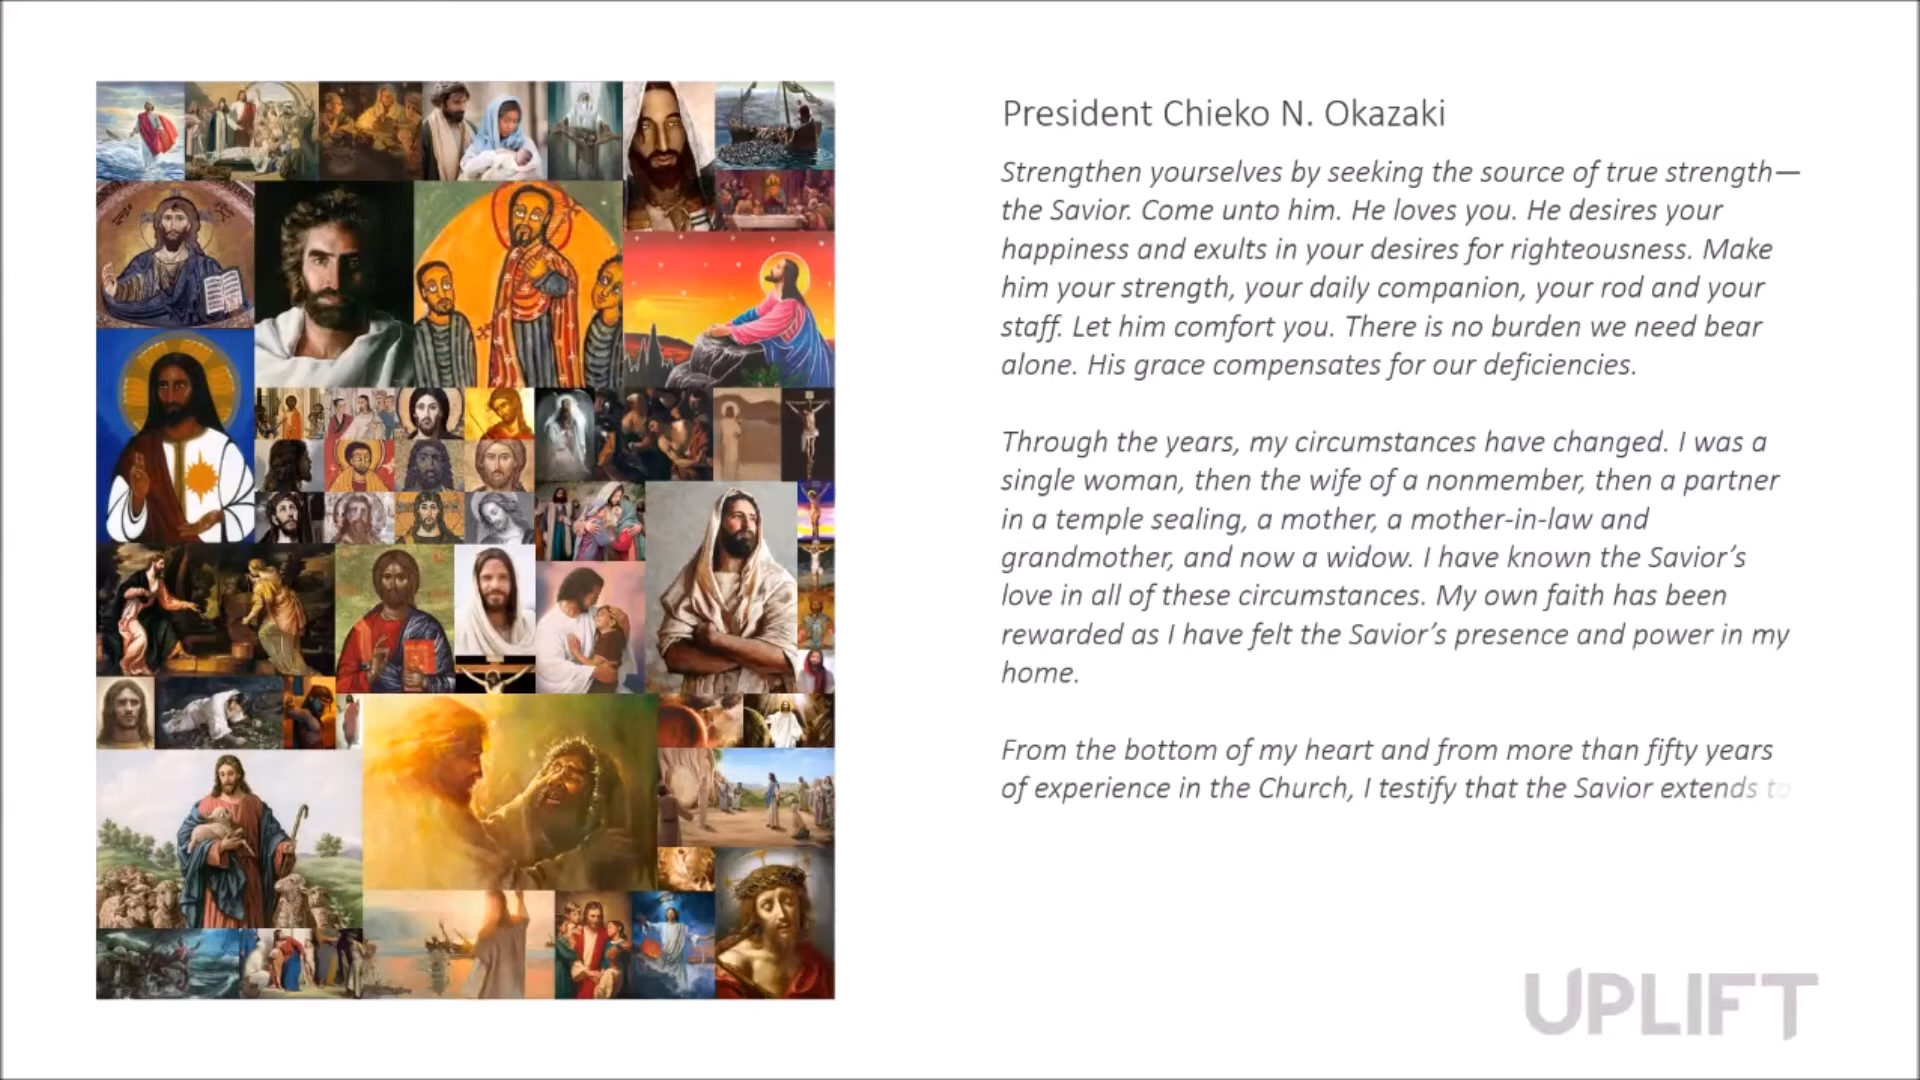 President Chieko N. Okazaki
Strengthen yourselves by seeking the source of true strength—
the Savior. Come unto him. He loves you. He desires your
happiness and exults in your desires for righteousness. Make
him your strength, your daily companion, your rod and your
staff. Let him comfort you. There is no burden we need bear
alone. His grace compensates for our deficiencies.
Through the years, my circumstances have changed. I was a
single woman, then the wife of a nonmember, then a partner
in a temple sealing, a mother, a mother-in-law and
grandmother, and now a widow. I have known the Savior’s
love in all of these circumstances. My own faith has been
rewarded as I have felt the Savior’s presence and power in my
home.
From the bottom of my heart and from more than fifty years
of experience in the Church, I testify that the Savior extends to
UPLIFT